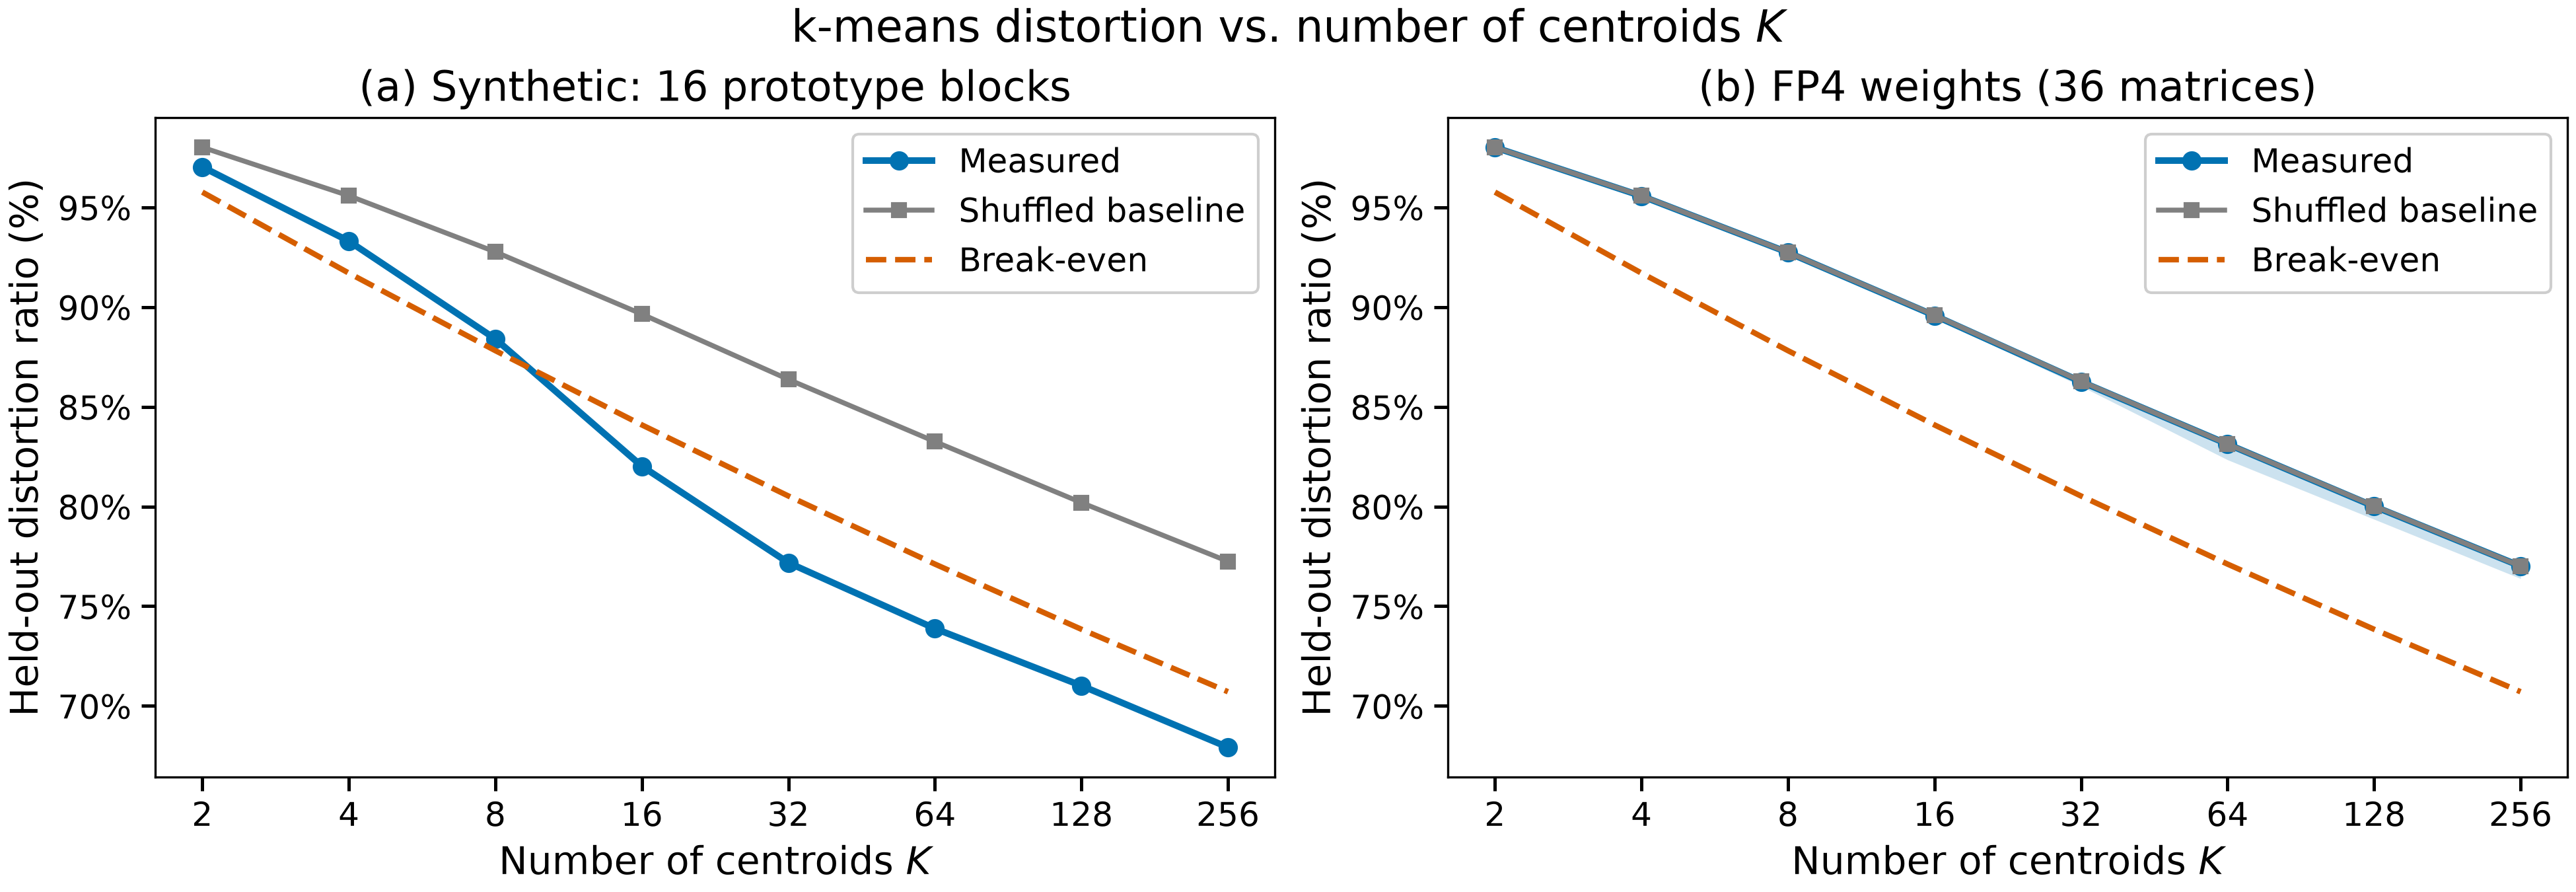 k-means distortion vs. number of centroids K
(a) Synthetic: 16 prototype blocks
Held-out distortion ratio (%)
95%
90%
85%
80%
75%
70%
Measured
Shuffled baseline
Break-even
2 4 8 16 32 64 128 256
Number of centroids K
(b) FP4 weights (36 matrices)
Held-out distortion ratio (%)
95%
90%
85%
80%
75%
70%
Measured
Shuffled baseline
Break-even
2 4 8 16 32 64 128 256
Number of centroids K